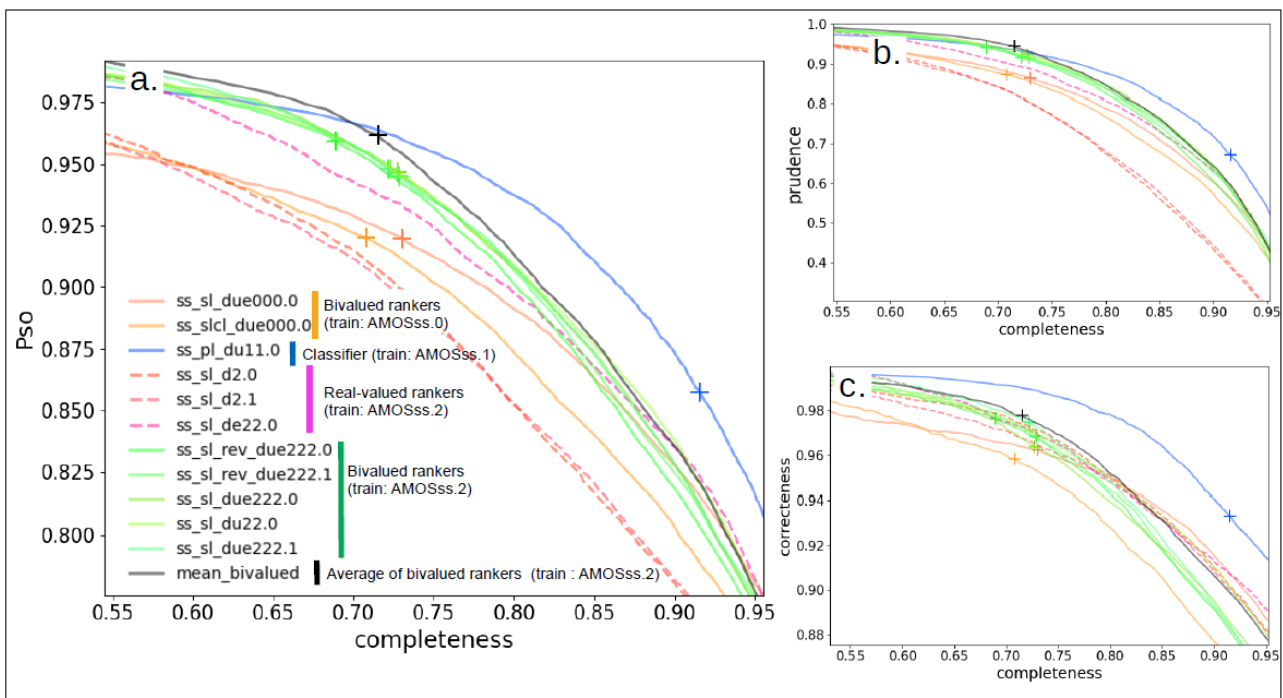 a.
0.975
0.950
0.925
0.900
0.875
0.850
0.825
0.800
Pso
0.55 0.60 0.65 0.70 0.75 0.80 0.85 0.90 0.95
completeness
ss_sl_due000.0
ss_slcl_due000.0
Bivalued rankers
(train: AMOSss.0)
ss_pl_du11.0
Classifier (train: AMOSss.1)
ss_sl_d2.0
ss_sl_d2.1
ss_sl_de22.0
Real-valued rankers
(train: AMOSss.2)
ss_sl_rev_due222.0
ss_sl_rev_due222.1
ss_sl_due222.0
ss_sl_du22.0
ss_sl_due222.1
Bivalued rankers
(train: AMOSss.2)
mean_bivalued
Average of bivalued rankers (train : AMOSss.2)
b.
1.0
0.9
0.8
0.7
0.6
0.5
0.4
prudence
0.55 0.60 0.65 0.70 0.75 0.80 0.85 0.90 0.95
completeness
c.
0.98
0.96
0.94
0.92
0.90
0.88
correcteness
0.55 0.60 0.65 0.70 0.75 0.80 0.85 0.90 0.95
completeness